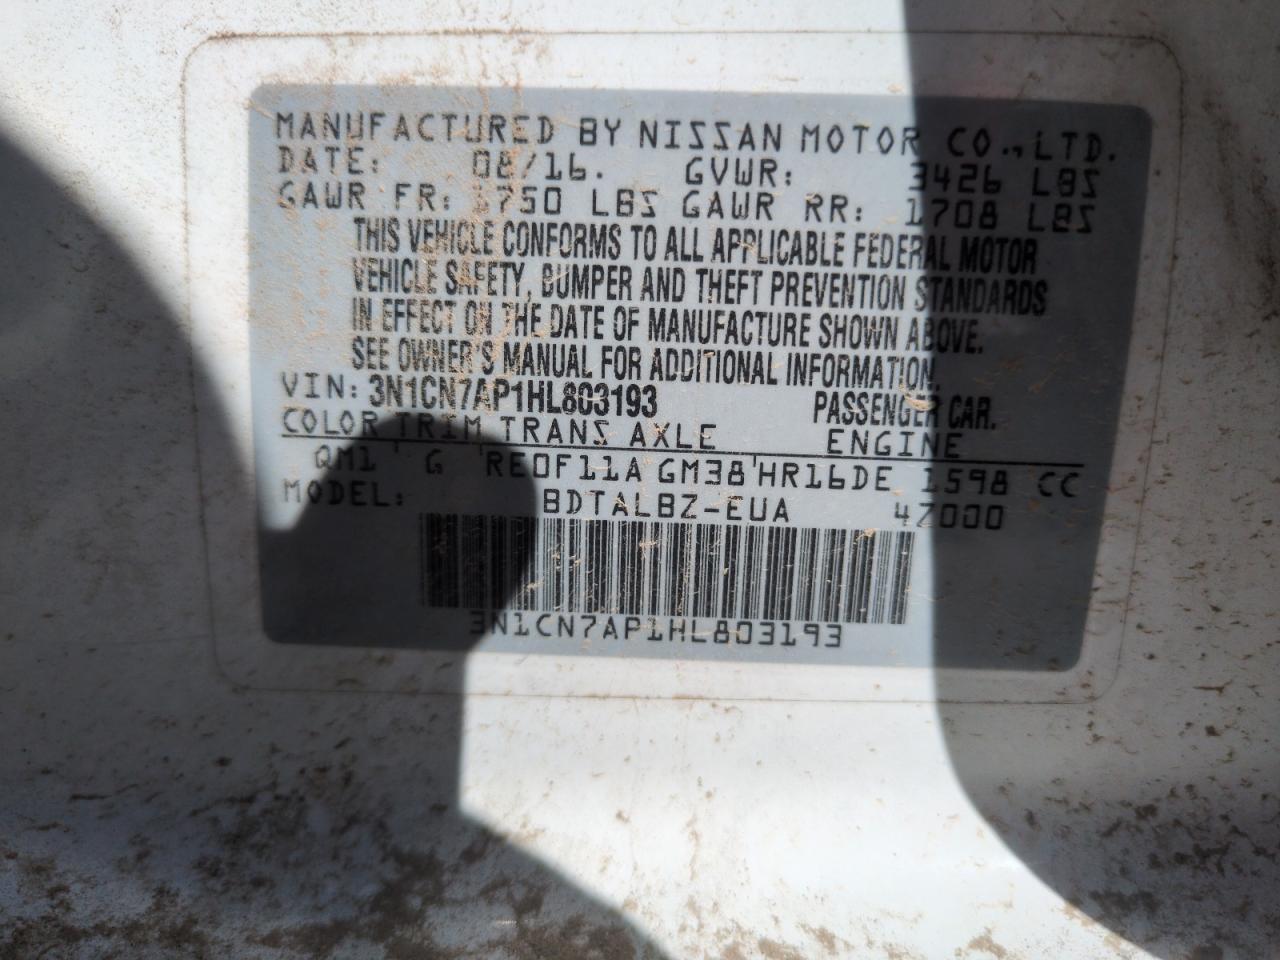 MANUFACTURED BY NISSAN MOTOR CO., LTD.
DATE: 08/16. GVWR: 3426 LBS
GAWR FR: 1750 LBS GAWR RR: 1708 LBS
THIS VEHICLE CONFORMS TO ALL APPLICABLE FEDERAL MOTOR
VEHICLE SAFETY, BUMPER AND THEFT PREVENTION STANDARDS
IN EFFECT ON THE DATE OF MANUFACTURE SHOWN ABOVE.
SEE OWNER'S MANUAL FOR ADDITIONAL INFORMATION.
VIN: 3N1CN7AP1HL803193 PASSENGER CAR.
COLOR TRIM TRANS AXLE ENGINE
QM1 G RE0F11A GM38 HR16DE 1598 CC
MODEL: BDTALBZ-EUA 4Z000
3N1CN7AP1HL803193